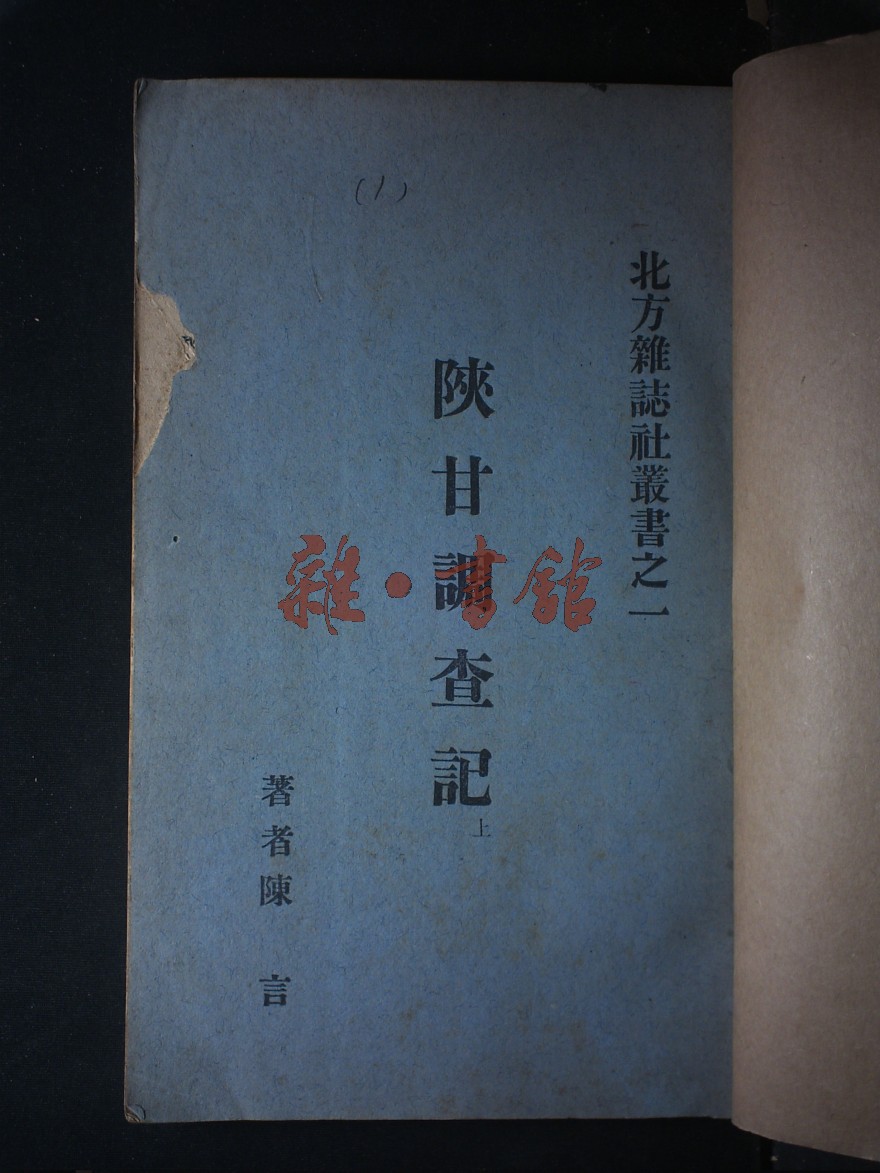 (1)
北方雜誌社叢書之一
陝甘調查記
上
著者陳　言
雜·書館